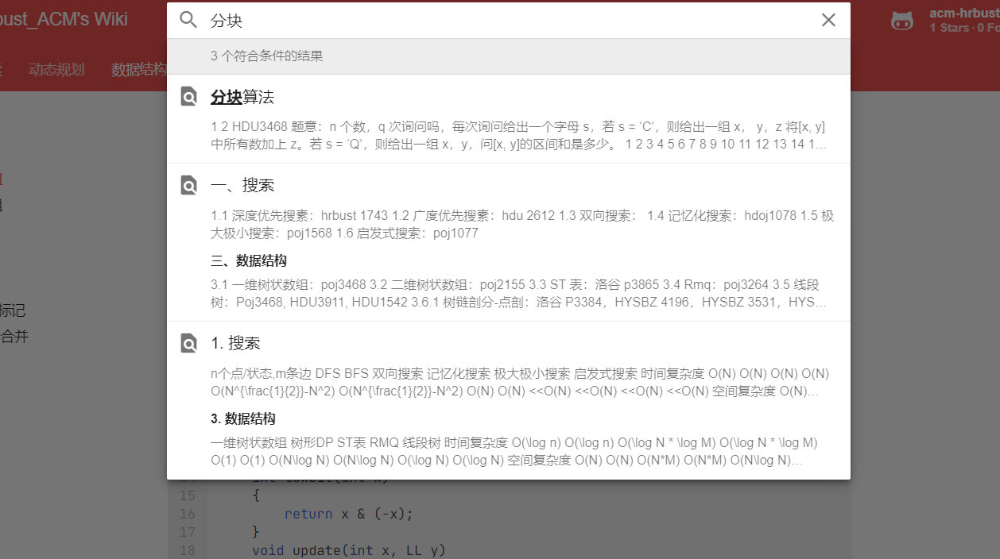 bust_ACM's Wiki
分块
acm-hrbust
1 Stars · 0 Fo
3 个符合条件的结果
动态规划 数据结构
分块算法
1 2 HDU3468 题意：n 个数，q 次询问吗，每次询问给出一个字母 s，若 s = ‘C’，则给出一组 x， y，z 将[x, y]
中所有数加上 z。若 s = ‘Q’，则给出一组 x，y，问[x, y]的区间和是多少。 1 2 3 4 5 6 7 8 9 10 11 12 13 14 1…
一、搜索
1.1 深度优先搜素：hrbust 1743 1.2 广度优先搜素：hdu 2612 1.3 双向搜索： 1.4 记忆化搜索：hdoj1078 1.5 极
大极小搜索：poj1568 1.6 启发式搜索：poj1077
三、数据结构
3.1 一维树状数组：poj3468 3.2 二维树状数组：poj2155 3.3 ST 表：洛谷 p3865 3.4 Rmq：poj3264 3.5 线段
树：Poj3468, HDU3911, HDU1542 3.6.1 树链剖分-点剖：洛谷 P3384，HYSBZ 4196，HYSBZ 3531，HYS…
标记
合并
1. 搜索
n个点/状态,m条边 DFS BFS 双向搜索 记忆化搜索 极大极小搜索 启发式搜索 时间复杂度 O(N) O(N) O(N) O(N)
O(N^{\frac{1}{2}}-N^2) O(N^{\frac{1}{2}}-N^2) O(N) O(N) <<O(N) <<O(N) <<O(N) <<O(N) 空间复杂度 O(N)…
3. 数据结构
一维树状数组 树形DP ST表 RMQ 线段树 时间复杂度 O(\log n) O(\log n) O(\log N * \log M) O(\log N * \log M)
O(1) O(1) O(N\log N) O(N\log N) O(\log N) O(\log N) 空间复杂度 O(N) O(N) O(N*M) O(N*M) O(N\log N)…
14 int lowbit(int x)
15 {
16 return x & (-x);
17 }
18 void update(int x, LL y)